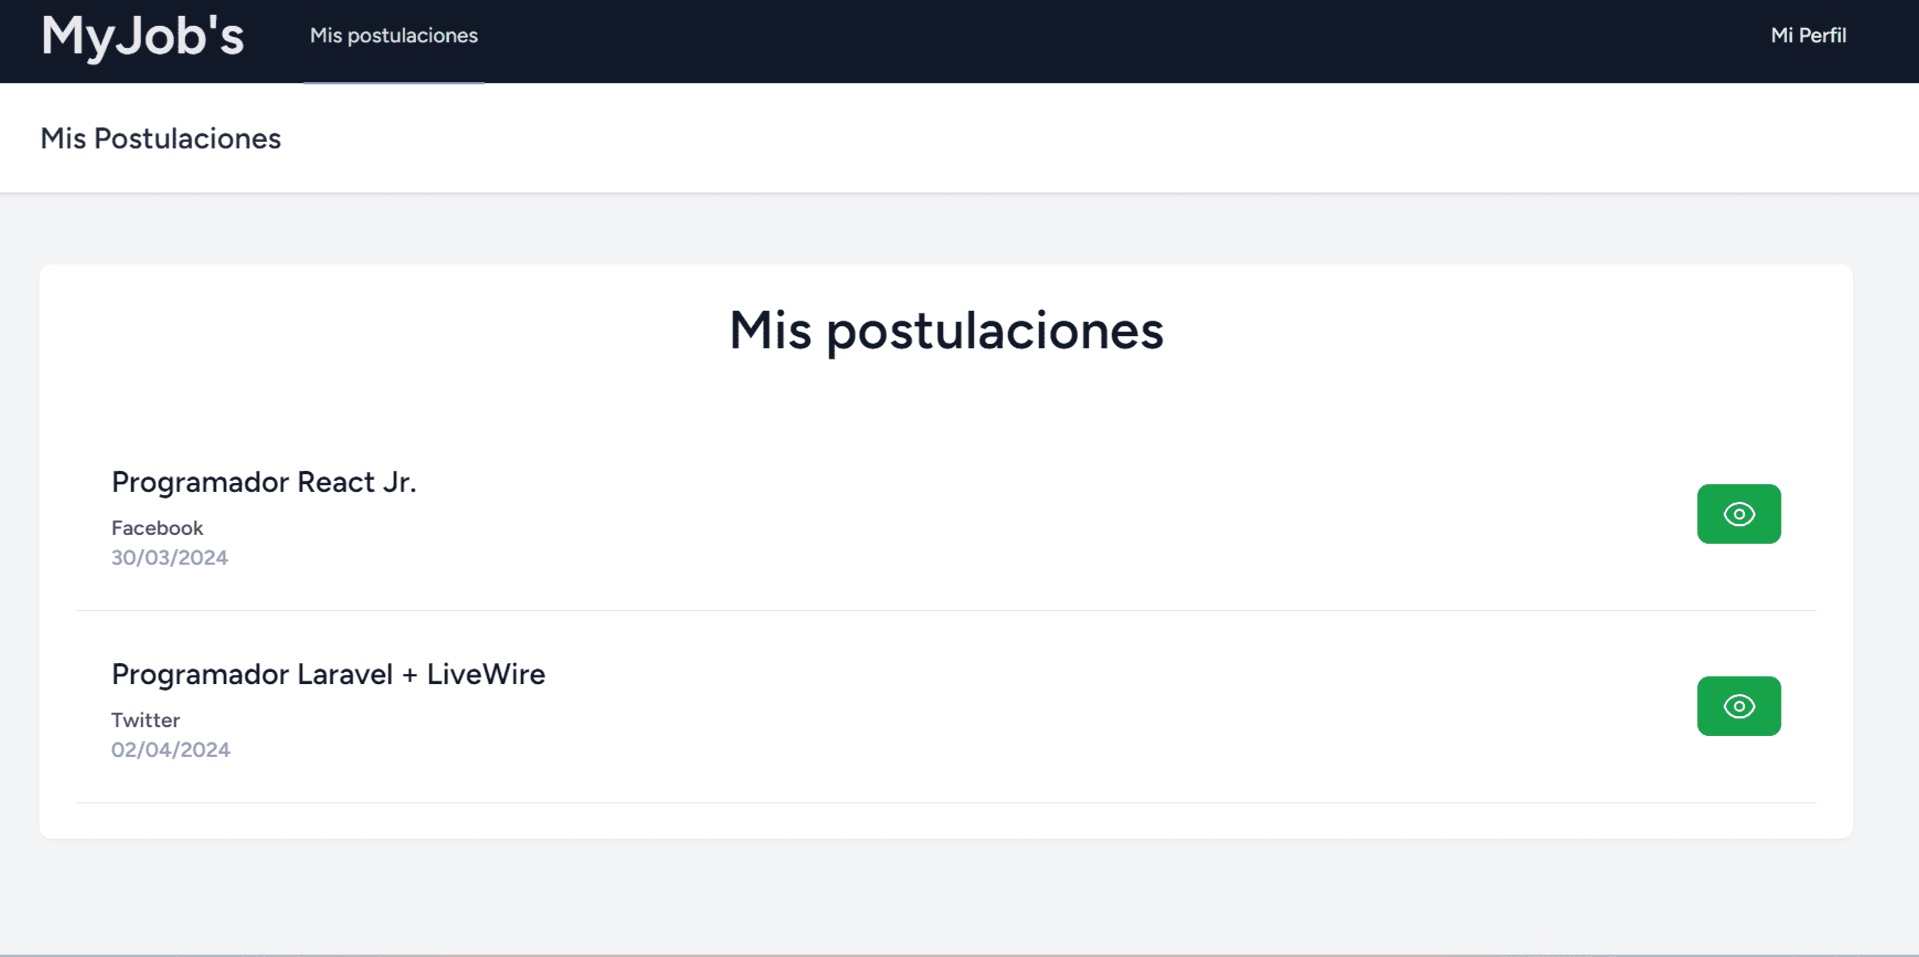 MyJob's
Mis postulaciones
Mi Perfil
Mis Postulaciones
Mis postulaciones
Programador React Jr.
Facebook
30/03/2024
Programador Laravel + LiveWire
Twitter
02/04/2024